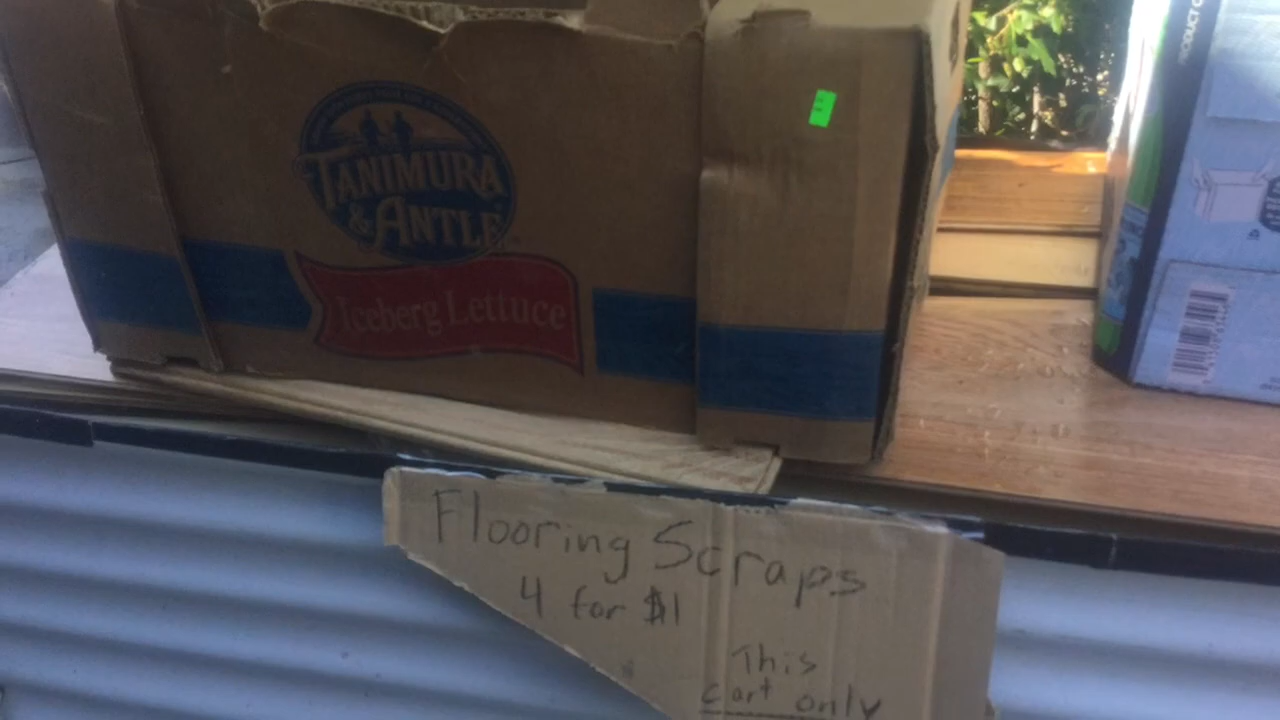 TANIMURA
& ANTLE
Iceberg Lettuce
Flooring Scraps
4 for $1
This
cart only